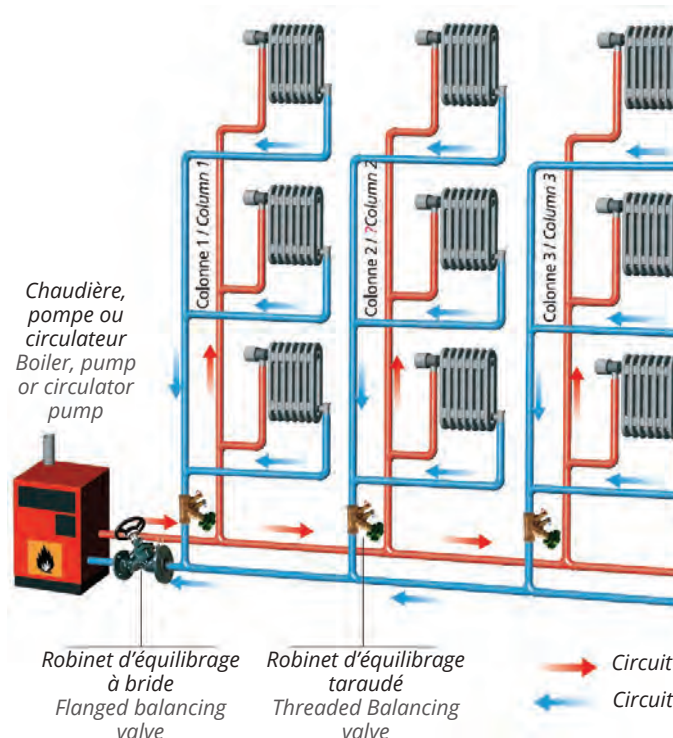 Colonne 1 / Column 1
Colonne 2 / ?Column 2
Colonne 3 / Column 3
Chaudière,
pompe ou
circulateur
Boiler, pump
or circulator
pump
Robinet d’équilibrage
à bride
Flanged balancing
valve
Robinet d’équilibrage
taraudé
Threaded Balancing
valve
Circuit
Circuit